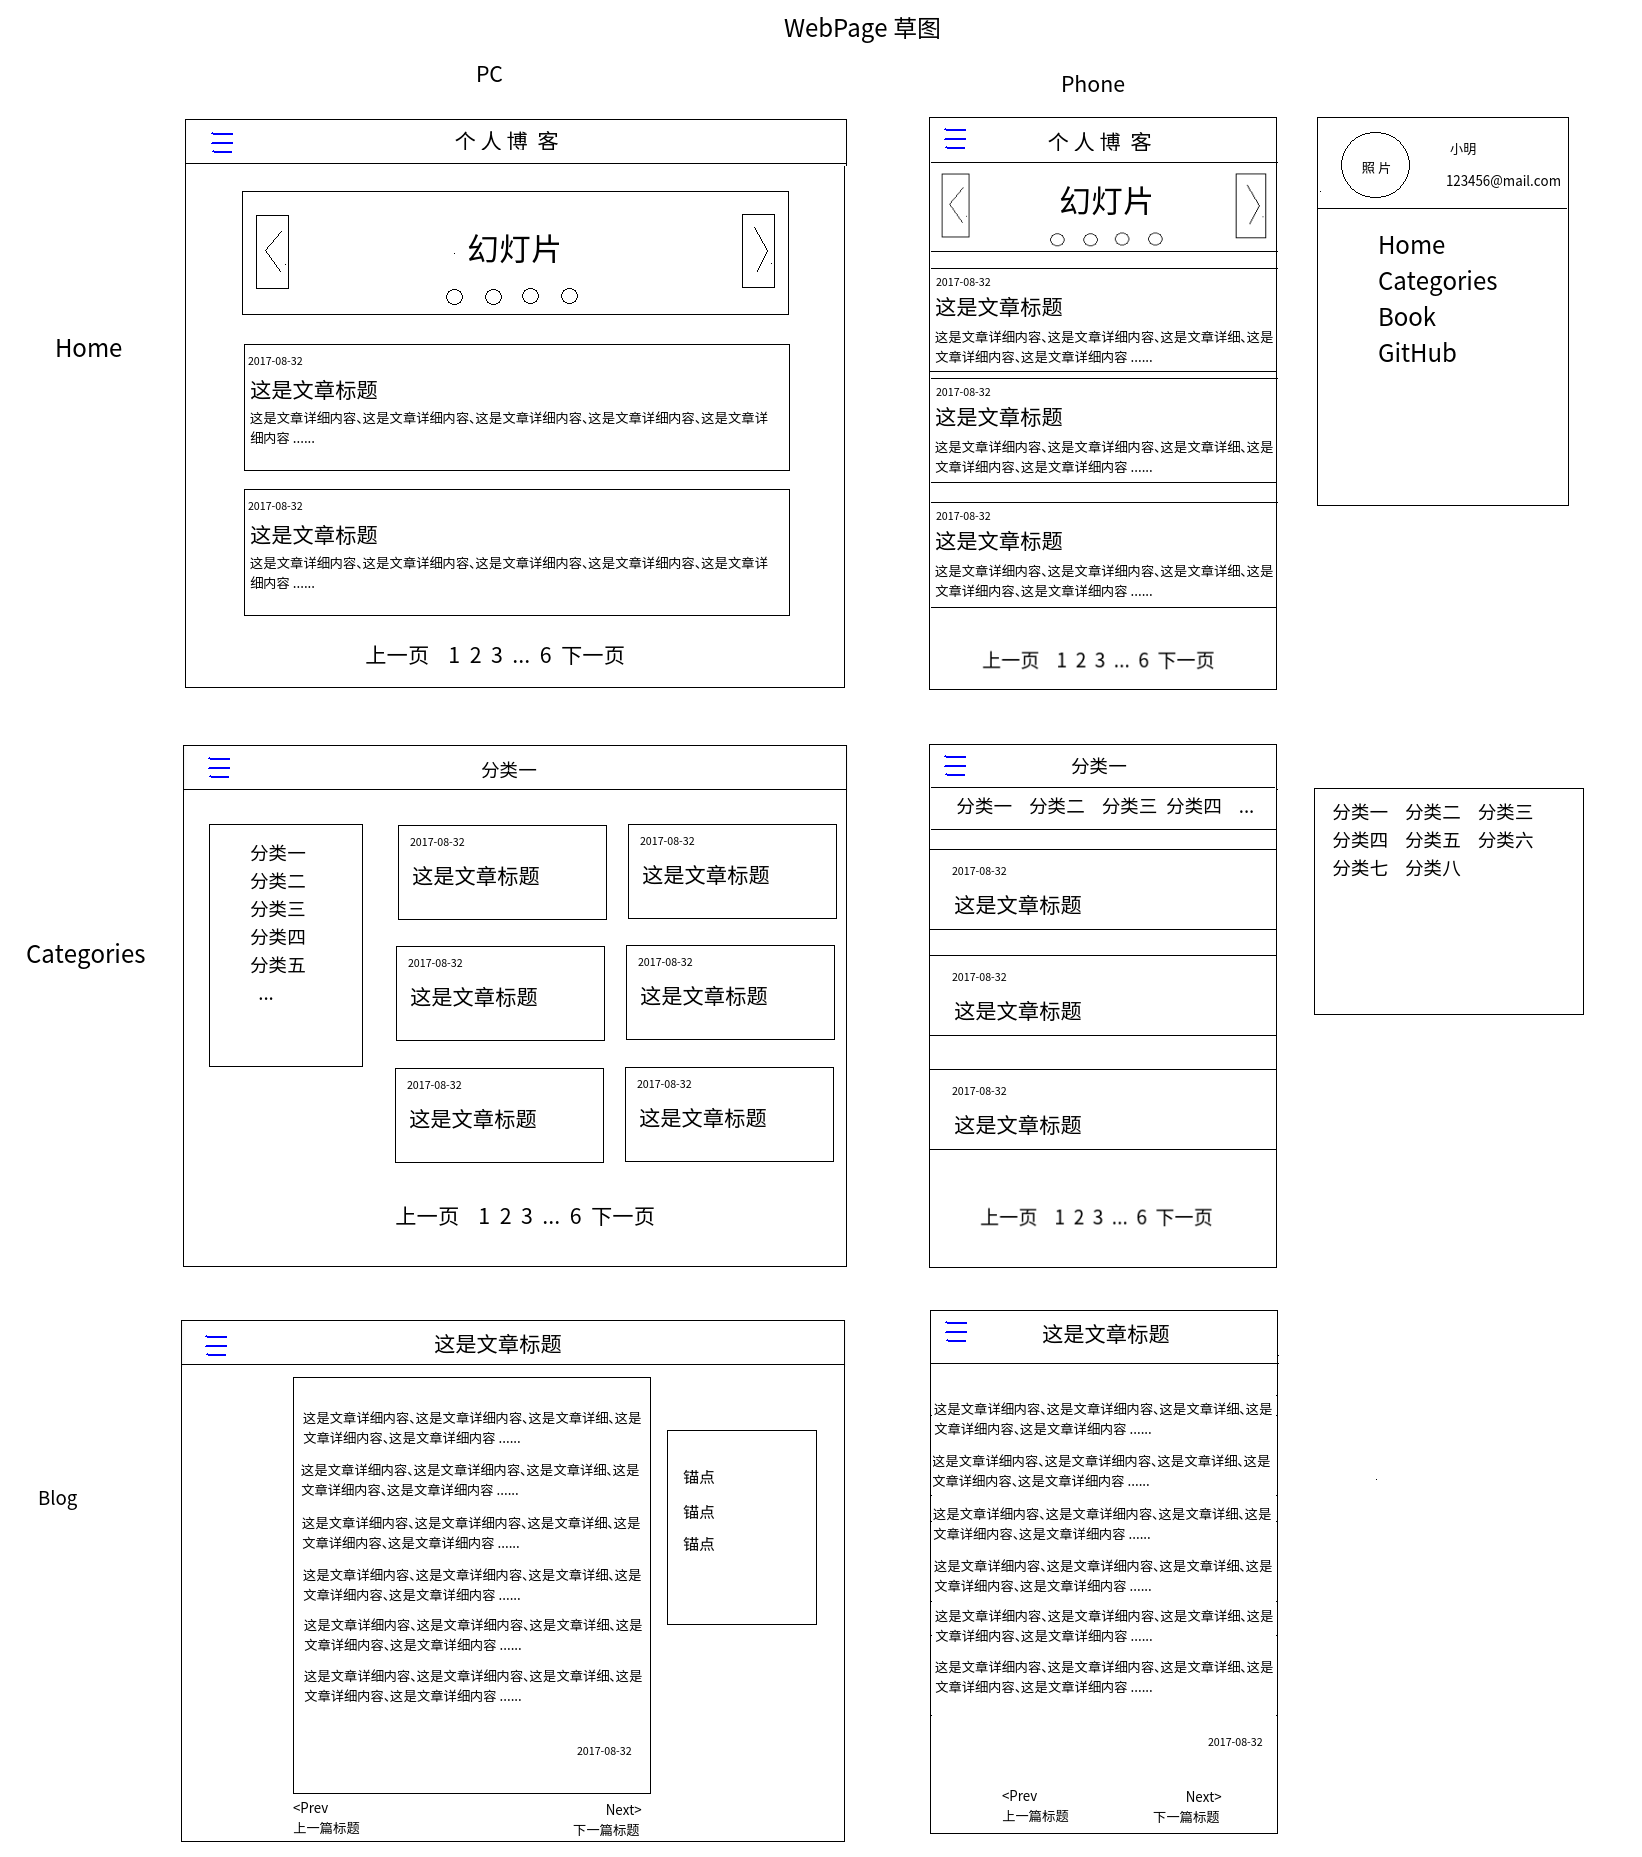 WebPage 草图
PC
Phone
Home
个人博 客
幻灯片
2017-08-32
这是文章标题
这是文章详细内容、这是文章详细内容、这是文章详细内容、这是文章详细内容、这是文章详
细内容 ......
2017-08-32
这是文章标题
这是文章详细内容、这是文章详细内容、这是文章详细内容、这是文章详细内容、这是文章详
细内容 ......
上一页 1 2 3 ... 6 下一页
个人博 客
幻灯片
2017-08-32
这是文章标题
这是文章详细内容、这是文章详细内容、这是文章详细、这是
文章详细内容、这是文章详细内容 ......
2017-08-32
这是文章标题
这是文章详细内容、这是文章详细内容、这是文章详细、这是
文章详细内容、这是文章详细内容 ......
2017-08-32
这是文章标题
这是文章详细内容、这是文章详细内容、这是文章详细、这是
文章详细内容、这是文章详细内容 ......
上一页 1 2 3 ... 6 下一页
照 片
小明
123456@mail.com
Home
Categories
Book
GitHub
Categories
分类一
分类一
分类二
分类三
分类四
分类五
...
2017-08-32
这是文章标题
2017-08-32
这是文章标题
2017-08-32
这是文章标题
2017-08-32
这是文章标题
2017-08-32
这是文章标题
2017-08-32
这是文章标题
上一页 1 2 3 ... 6 下一页
分类一
分类一 分类二 分类三 分类四 ...
2017-08-32
这是文章标题
2017-08-32
这是文章标题
2017-08-32
这是文章标题
上一页 1 2 3 ... 6 下一页
分类一 分类二 分类三
分类四 分类五 分类六
分类七 分类八
Blog
这是文章标题
这是文章详细内容、这是文章详细内容、这是文章详细、这是
文章详细内容、这是文章详细内容 ......
这是文章详细内容、这是文章详细内容、这是文章详细、这是
文章详细内容、这是文章详细内容 ......
这是文章详细内容、这是文章详细内容、这是文章详细、这是
文章详细内容、这是文章详细内容 ......
这是文章详细内容、这是文章详细内容、这是文章详细、这是
文章详细内容、这是文章详细内容 ......
这是文章详细内容、这是文章详细内容、这是文章详细、这是
文章详细内容、这是文章详细内容 ......
这是文章详细内容、这是文章详细内容、这是文章详细、这是
文章详细内容、这是文章详细内容 ......
2017-08-32
锚点
锚点
锚点
<Prev
上一篇标题
Next>
下一篇标题
这是文章标题
这是文章详细内容、这是文章详细内容、这是文章详细、这是
文章详细内容、这是文章详细内容 ......
这是文章详细内容、这是文章详细内容、这是文章详细、这是
文章详细内容、这是文章详细内容 ......
这是文章详细内容、这是文章详细内容、这是文章详细、这是
文章详细内容、这是文章详细内容 ......
这是文章详细内容、这是文章详细内容、这是文章详细、这是
文章详细内容、这是文章详细内容 ......
这是文章详细内容、这是文章详细内容、这是文章详细、这是
文章详细内容、这是文章详细内容 ......
这是文章详细内容、这是文章详细内容、这是文章详细、这是
文章详细内容、这是文章详细内容 ......
2017-08-32
<Prev
上一篇标题
Next>
下一篇标题